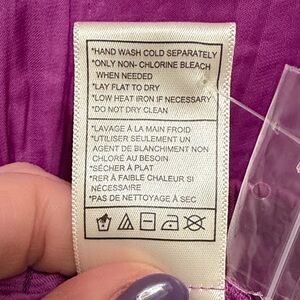 *HAND WASH COLD SEPARATELY
*ONLY NON- CHLORINE BLEACH
WHEN NEEDED
*LAY FLAT TO DRY
*LOW HEAT IRON IF NECESSARY
*DO NOT DRY CLEAN
*LAVAGE À LA MAIN FROID
*UTILISER SEULEMENT UN
AGENT DE BLANCHIMENT NON
CHLORÉ AU BESOIN
*SÉCHER À PLAT
*RER À FAIBLE CHALEUR SI
NÉCESSAIRE
*PAS DE NETTOYAGE À SEC